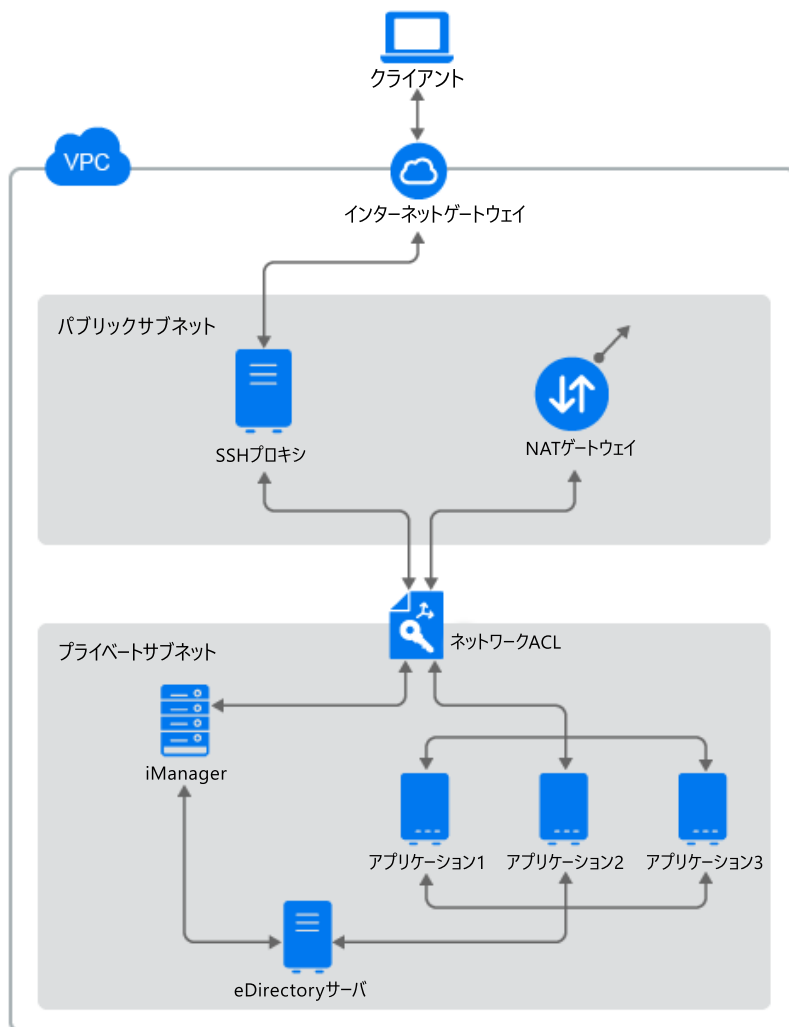 クライアント
VPC
インターネットゲートウェイ
パブリックサブネット
SSHプロキシ
NATゲートウェイ
ネットワークACL
プライベートサブネット
iManager
アプリケーション1
アプリケーション2
アプリケーション3
eDirectoryサーバ